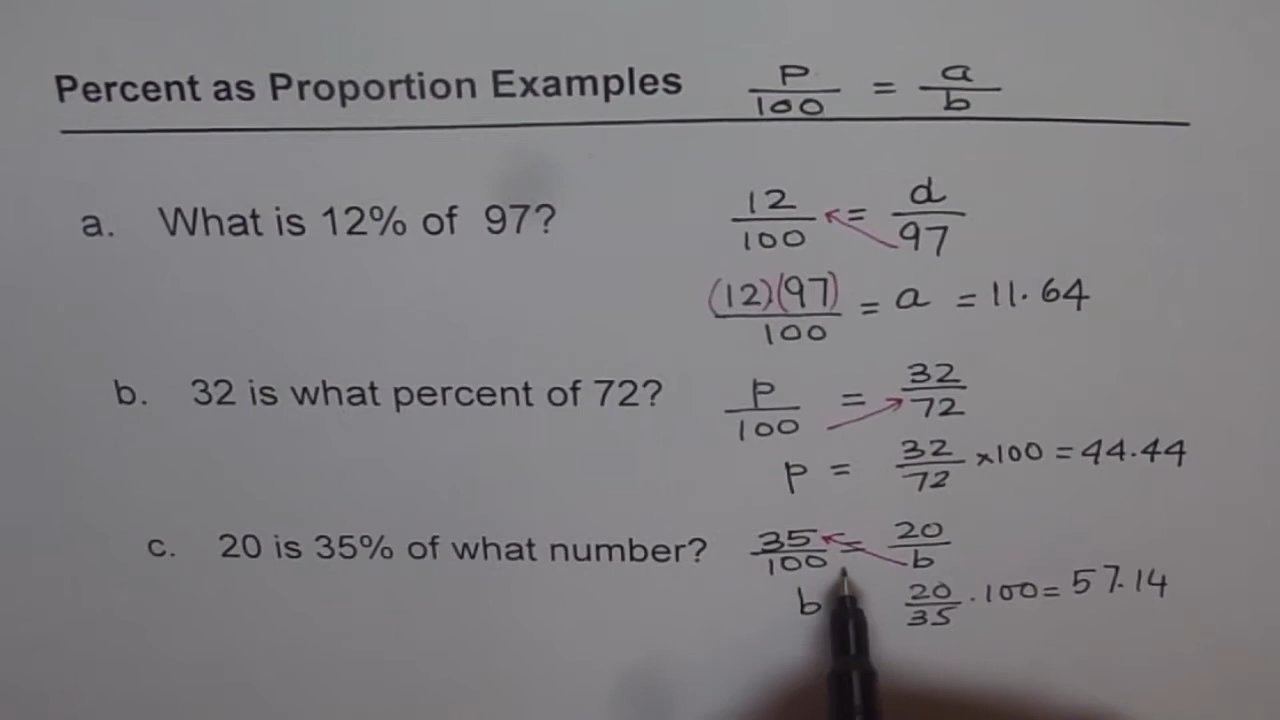 Percent as Proportion Examples P/100 = a/b
a. What is 12% of 97? 12/100 = d/97
(12)(97)/100 = a = 11.64
b. 32 is what percent of 72? p/100 = 32/72
p = 32/72 ×100 = 44.44
c. 20 is 35% of what number? 35/100 = 20/b
b 20/35 . 100 = 57.14